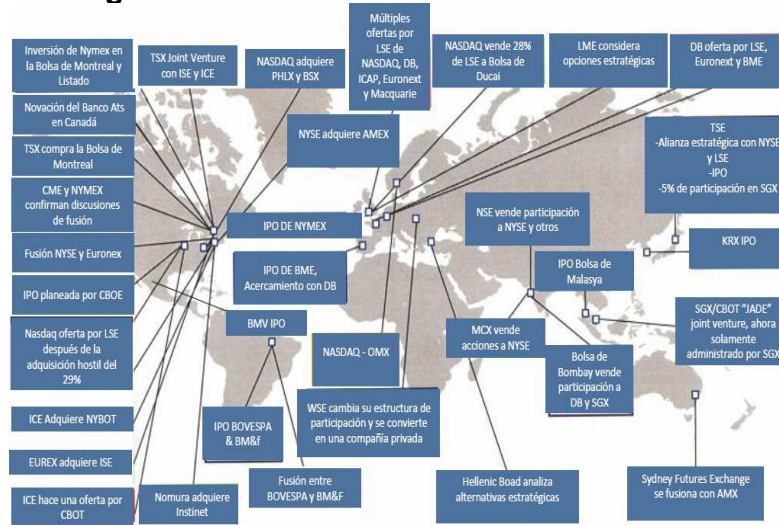 Inversión de Nymex en
la Bolsa de Montreal y
Listado
TSX Joint Venture
con ISE y ICE
NASDAQ adquiere
PHLX y BSX
Múltiples
ofertas por
LSE de
NASDAQ, DB,
ICAP, Euronext
y Macquarie
NASDAQ vende 28%
de LSE a Bolsa de
Ducai
LME considera
opciones estratégicas
DB oferta por LSE,
Euronext y BME
Novación del Banco Ats
en Canadá
NYSE adquiere AMEX
TSE
-Alianza estratégica con NYSE
y LSE
-IPO
-5% de participación en SGX
TSX compra la Bolsa de
Montreal
CME y NYMEX
confirman discusiones
de fusión
IPO DE NYMEX
NSE vende participación
a NYSE y otros
KRX IPO
Fusión NYSE y Euronex
IPO DE BME,
Acercamiento con DB
IPO Bolsa de
Malasya
IPO planeada por CBOE
BMV IPO
MCX vende
acciones a NYSE
SGX/CBOT "JADE"
joint venture, ahora
solamente
administrado por SGX
Nasdaq oferta por LSE
después de la
adquisición hostil del
29%
NASDAQ - OMX
Bolsa de
Bombay vende
participación a
DB y SGX
ICE Adquiere NYBOT
IPO BOVESPA
& BM&f
WSE cambia su estructura de
participación y se convierte
en una compañía privada
EUREX adquiere ISE
ICE hace una oferta por
CBOT
Nomura adquiere
Instinet
Fusión entre
BOVESPA y BM&F
Hellenic Boad analiza
alternativas estratégicas
Sydney Futures Exchange
se fusiona con AMX